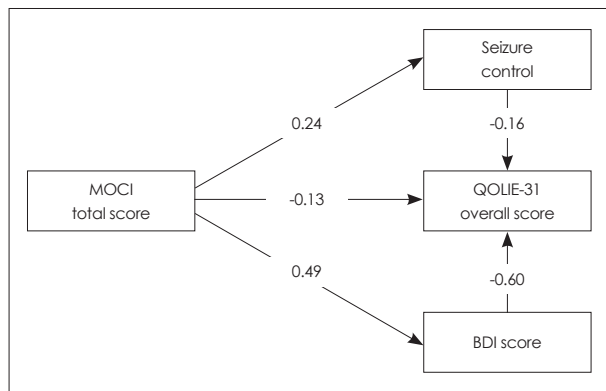 Seizure
control
0.24
-0.16
MOCI
total score
-0.13
QOLIE-31
overall score
0.49
-0.60
BDI score